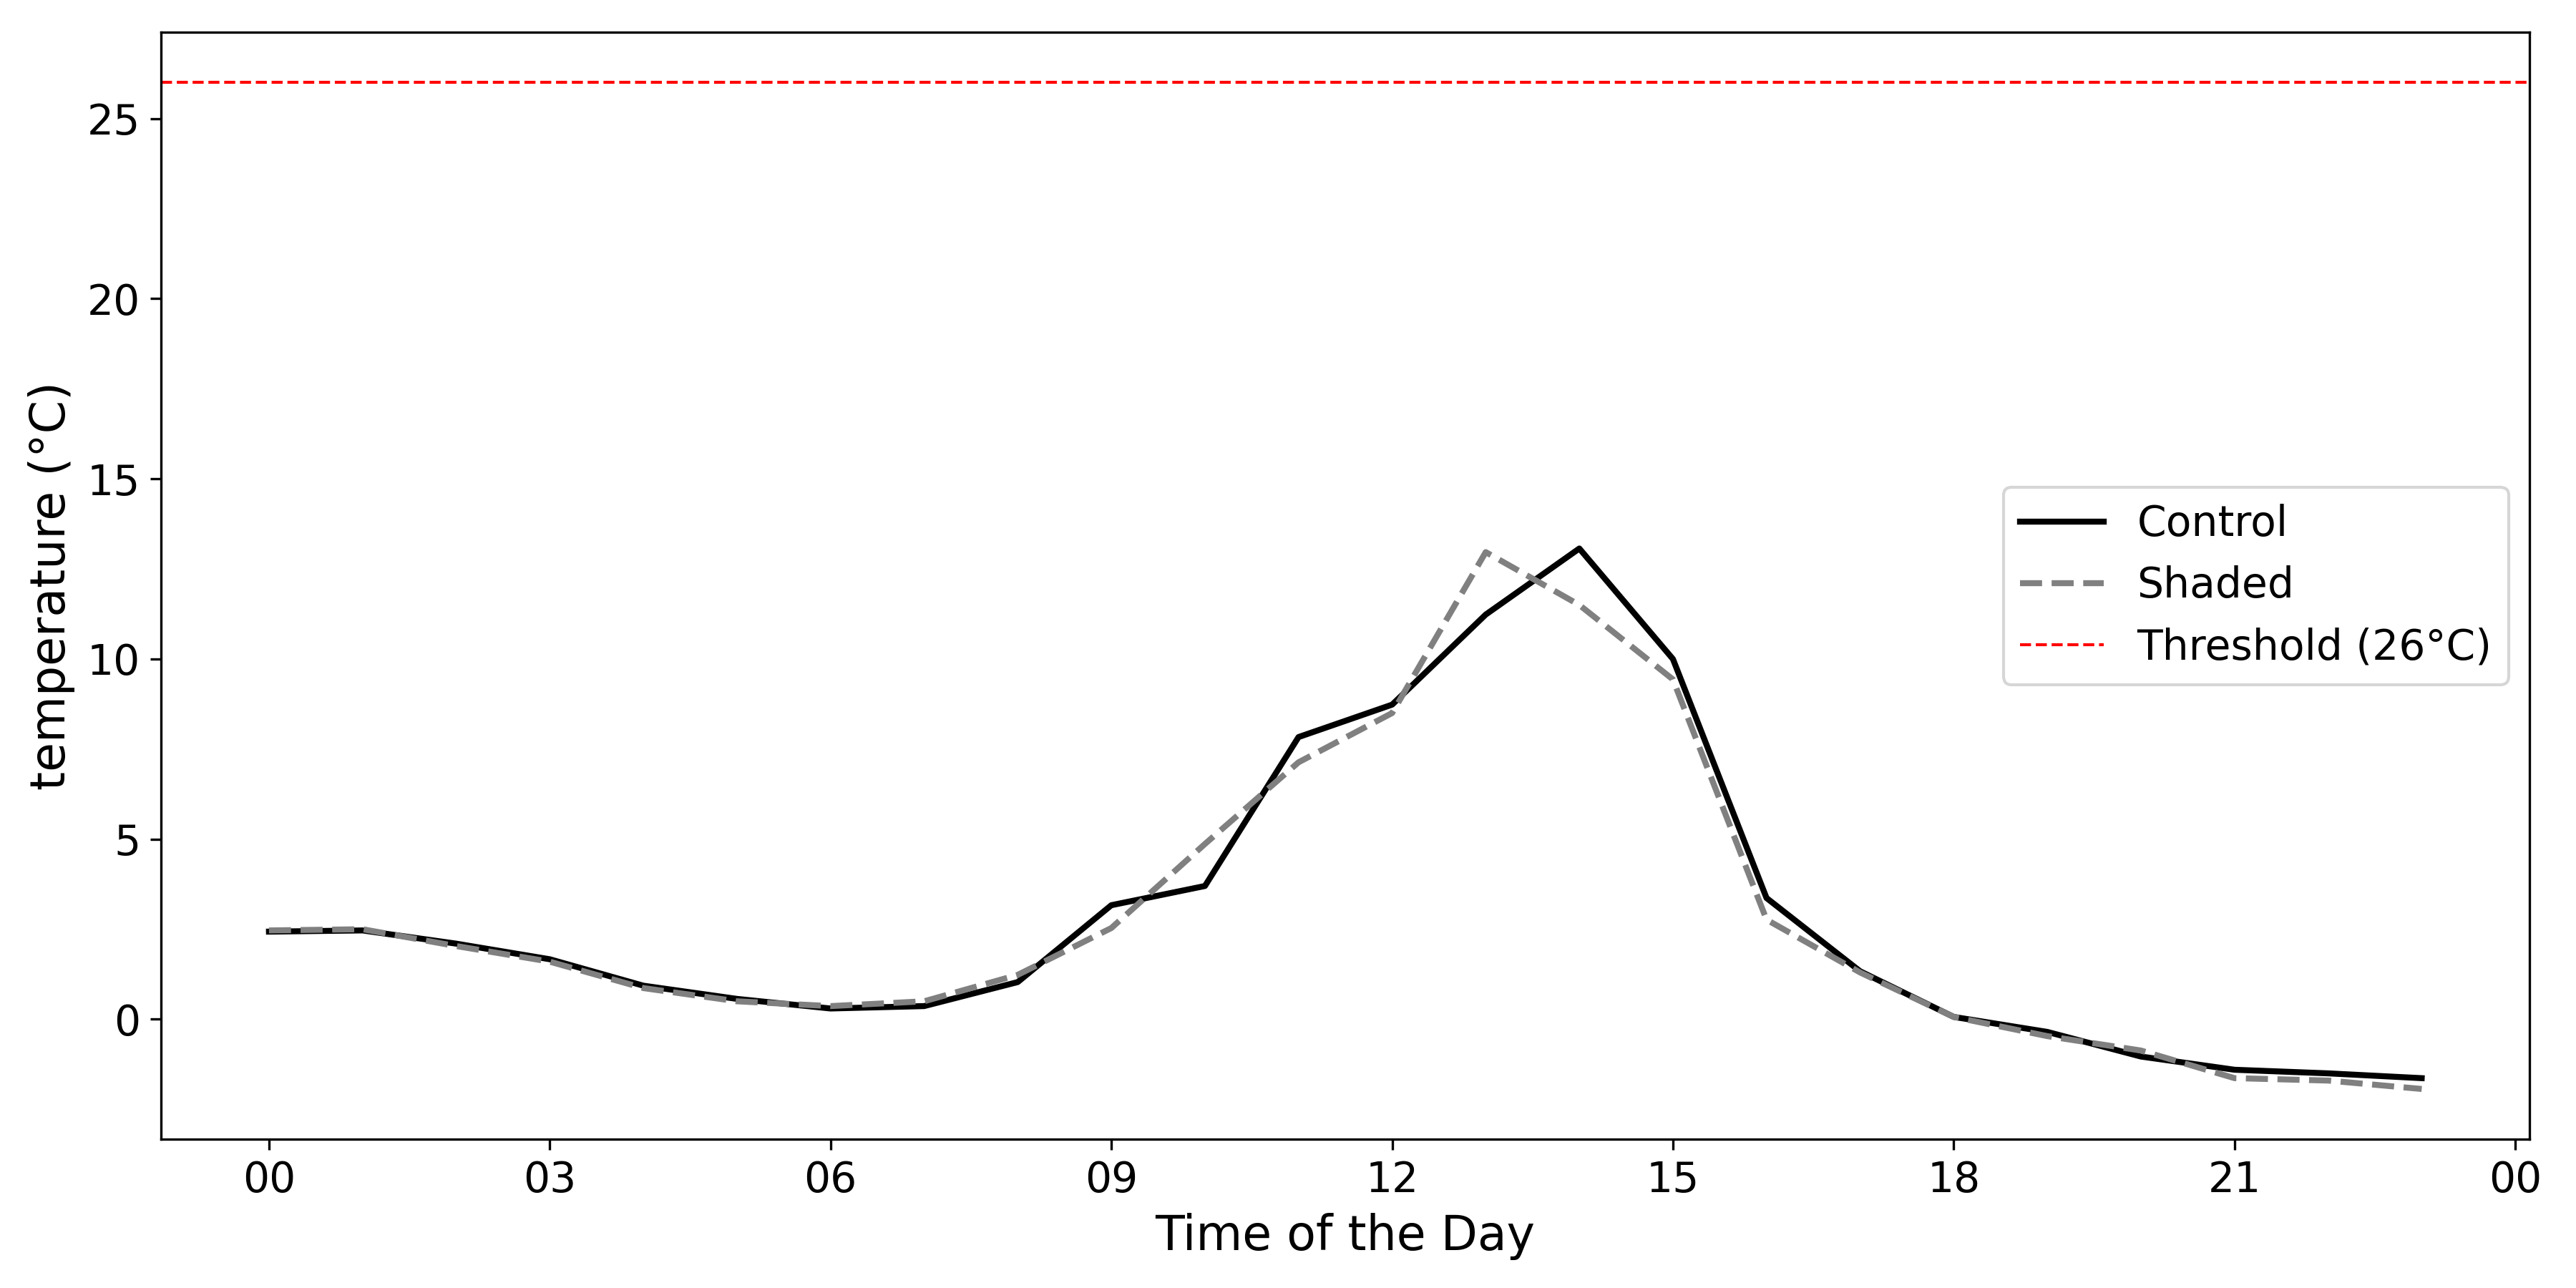 temperature (°C)
25
20
15
10
5
0
Control
Shaded
Threshold (26°C)
00 03 06 09 12 15 18 21 00
Time of the Day